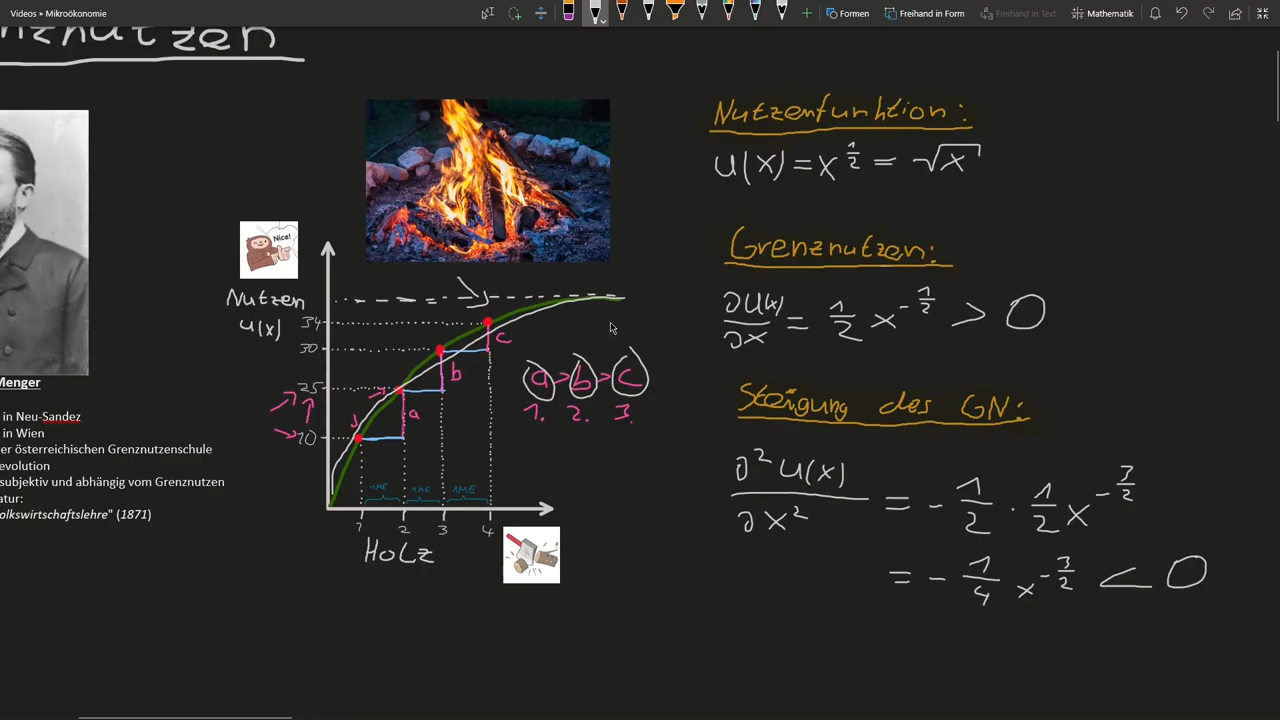 Videos » Mikroökonomie
Formen
Freihand in Form
Freihand in Text
Mathematik
nznutzen
Menger
in Neu-Sandez
in Wien
er österreichischen Grenznutzenschule
evolution
subjektiv und abhängig vom Grenznutzen
atur:
olkswirtschaftslehre" (1871)
Nice!
Nutzen
u(x)
34
30
25
10
a
b
c
1ME
1ME
1ME
1
2
3
4
HOLZ
a > b > c
1. 2. 3.
Nutzenfunktion:
u(x) = x^1/2 = √x
Grenznutzen:
∂u(x)/∂x = 1/2 x^-1/2 > 0
Steigung des GN:
∂²u(x)/∂x² = - 1/2 · 1/2 x^-3/2
= - 1/4 x^-3/2 < 0